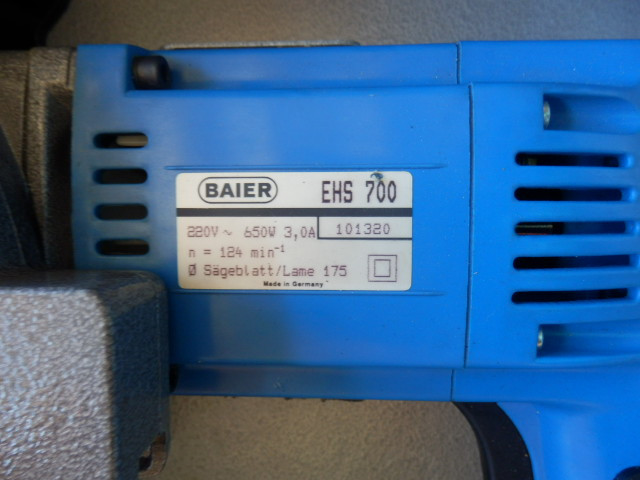 BAIER EHS 700
220V ~ 650W 3,0A 101320
n = 124 min⁻¹
Ø Sägeblatt/Lame 175
Made in Germany